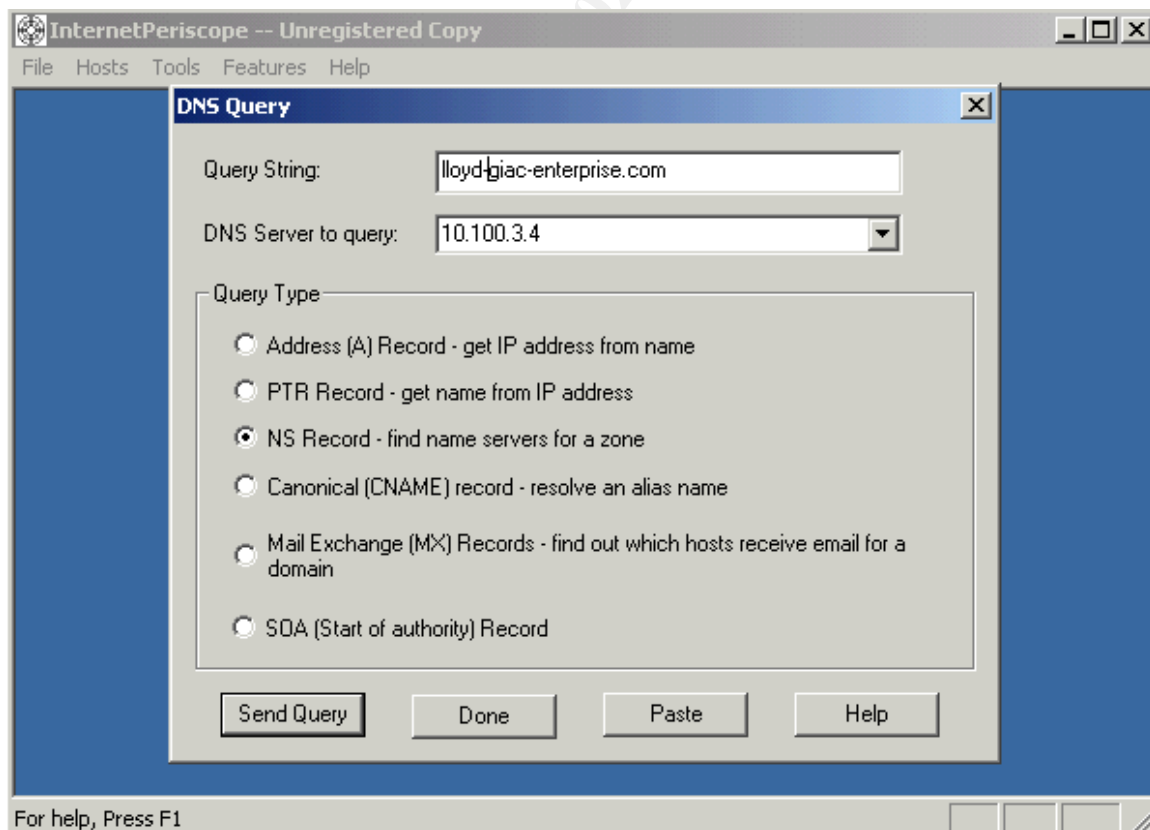 InternetPeriscope -- Unregistered Copy
File Hosts Tools Features Help
DNS Query
Query String:
lloyd-giac-enterprise.com
DNS Server to query:
10.100.3.4
Query Type
Address (A) Record - get IP address from name
PTR Record - get name from IP address
NS Record - find name servers for a zone
Canonical (CNAME) record - resolve an alias name
Mail Exchange (MX) Records - find out which hosts receive email for a
domain
SOA (Start of authority) Record
Send Query Done Paste Help
For help, Press F1